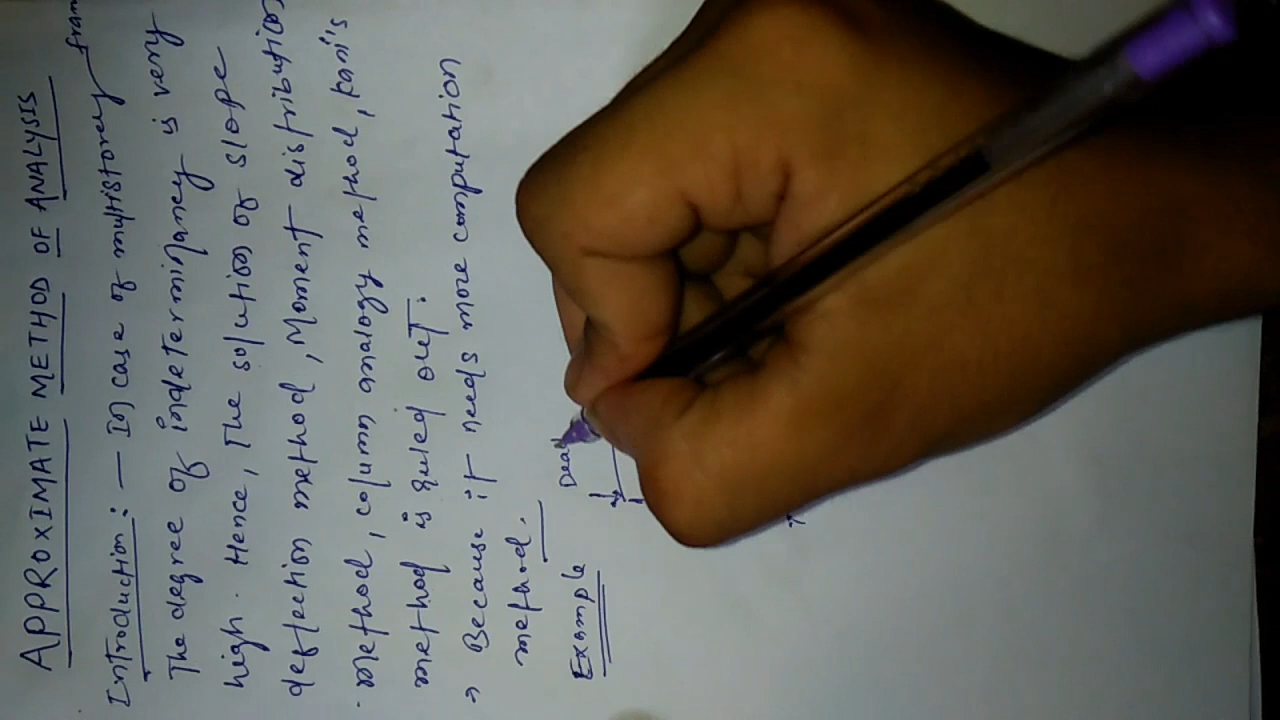 APPROXIMATE METHOD OF ANALYSIS
Introduction: — In case of multistorey fram
The degree of indeterminancy is very
high. Hence, The solution of slope
deflection method, Moment distribution
method, column analogy method, kani's
method is ruled out.
→ Because it needs more computation
method.
Example
Dea